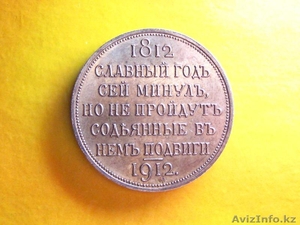 1812
СЛАВНЫЙ ГОДЪ
СЕЙ МИНУЛЪ,
НО НЕ ПРОЙДУТЪ
СОДѢЯННЫЕ ВЪ
НЕМЪ ПОДВИГИ
1912.
AvizInfo.kz